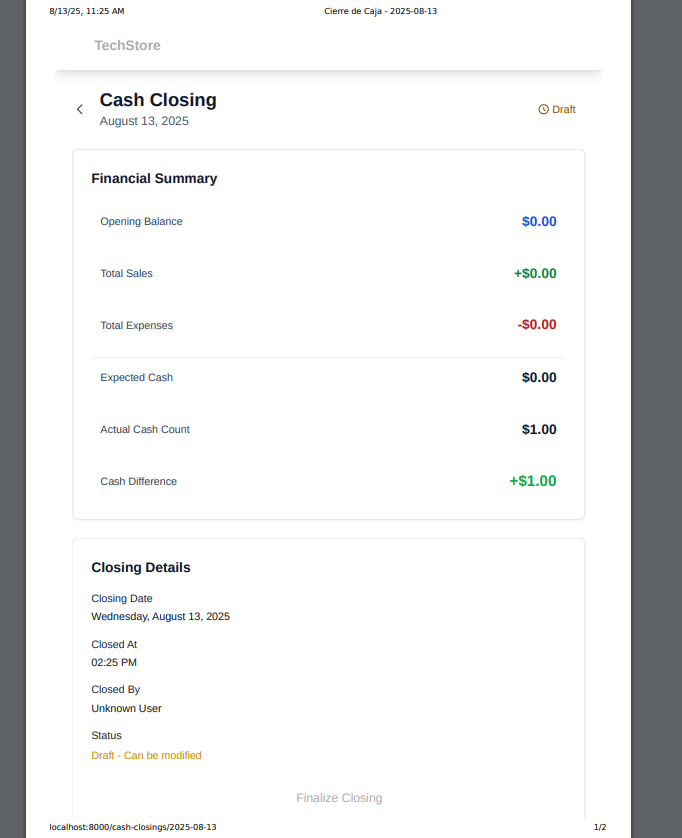 8/13/25, 11:25 AM Cierre de Caja - 2025-08-13
TechStore
Cash Closing
August 13, 2025
Draft
Financial Summary
Opening Balance $0.00
Total Sales +$0.00
Total Expenses -$0.00
Expected Cash $0.00
Actual Cash Count $1.00
Cash Difference +$1.00
Closing Details
Closing Date
Wednesday, August 13, 2025
Closed At
02:25 PM
Closed By
Unknown User
Status
Draft - Can be modified
Finalize Closing
localhost:8000/cash-closings/2025-08-13 1/2